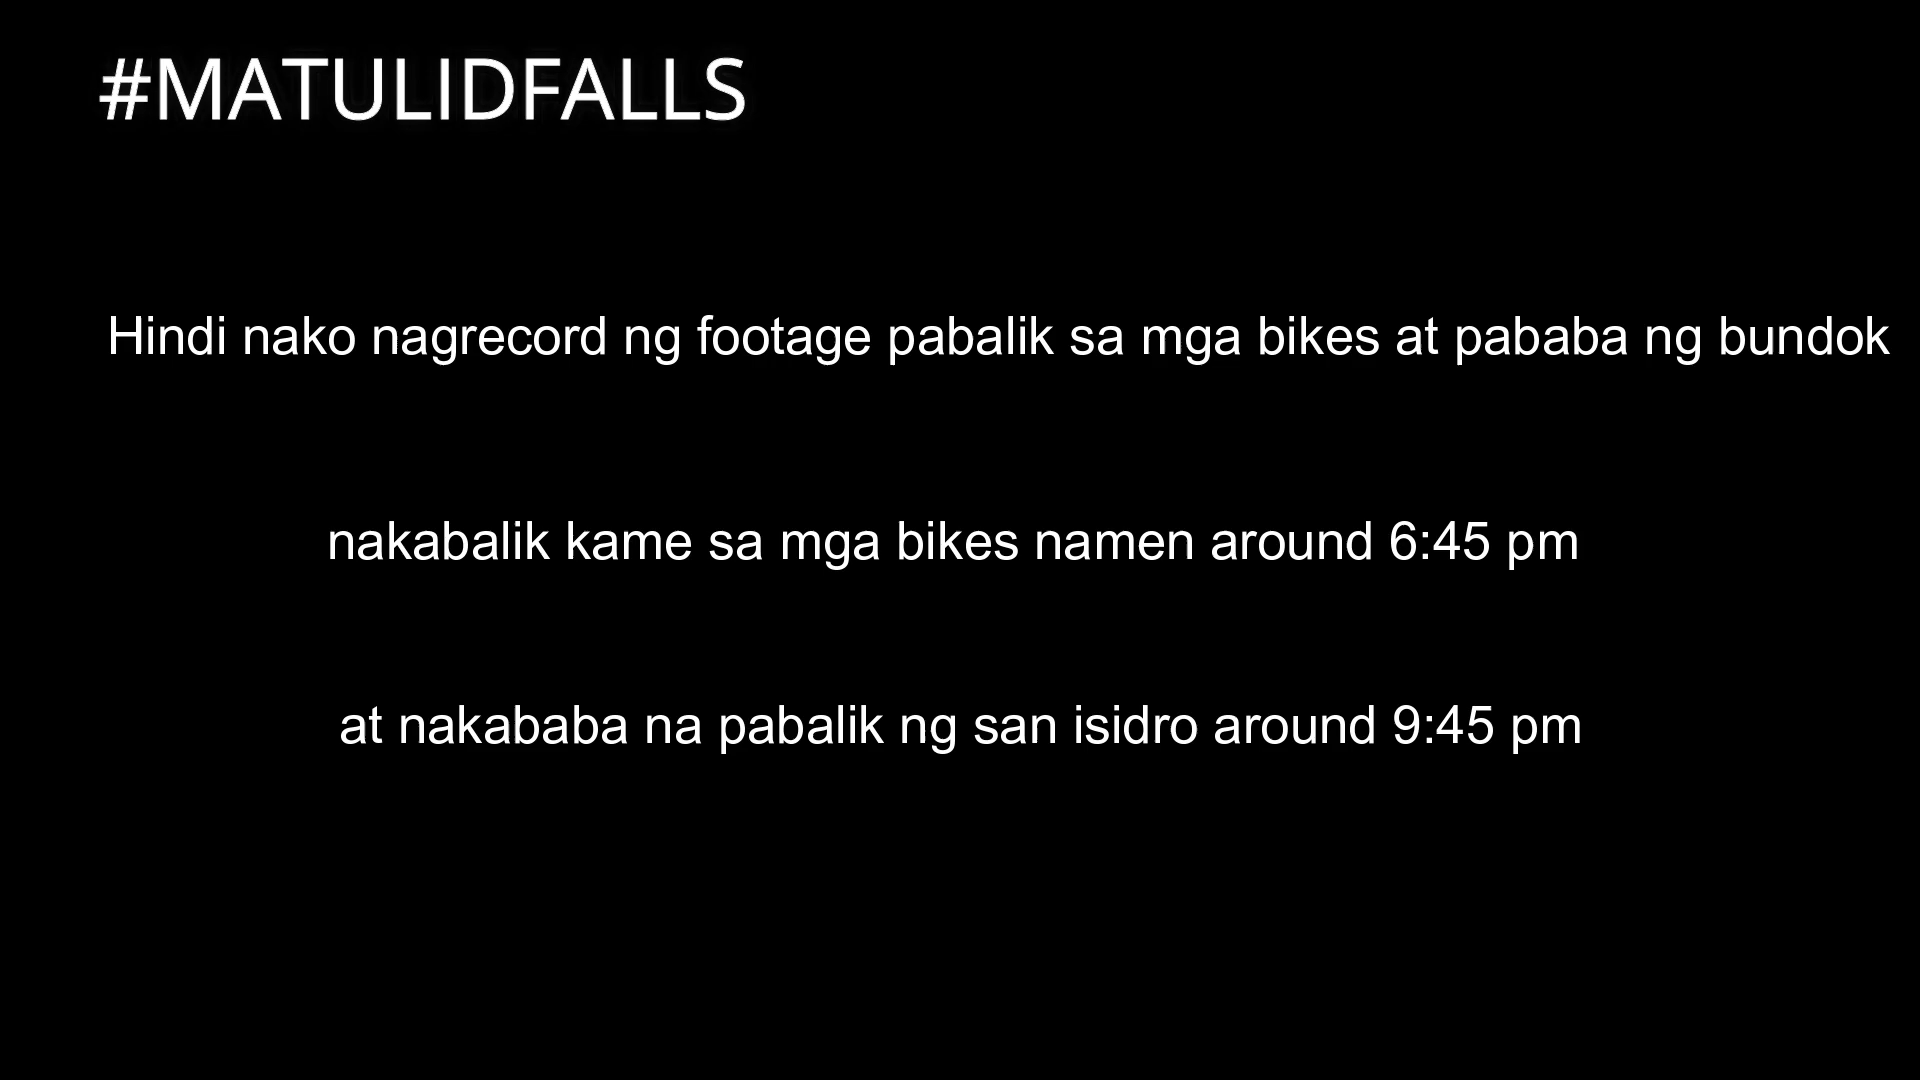 #MATULIDFALLS
Hindi nako nagrecord ng footage pabalik sa mga bikes at pababa ng bundok
nakabalik kame sa mga bikes namen around 6:45 pm
at nakababa na pabalik ng san isidro around 9:45 pm